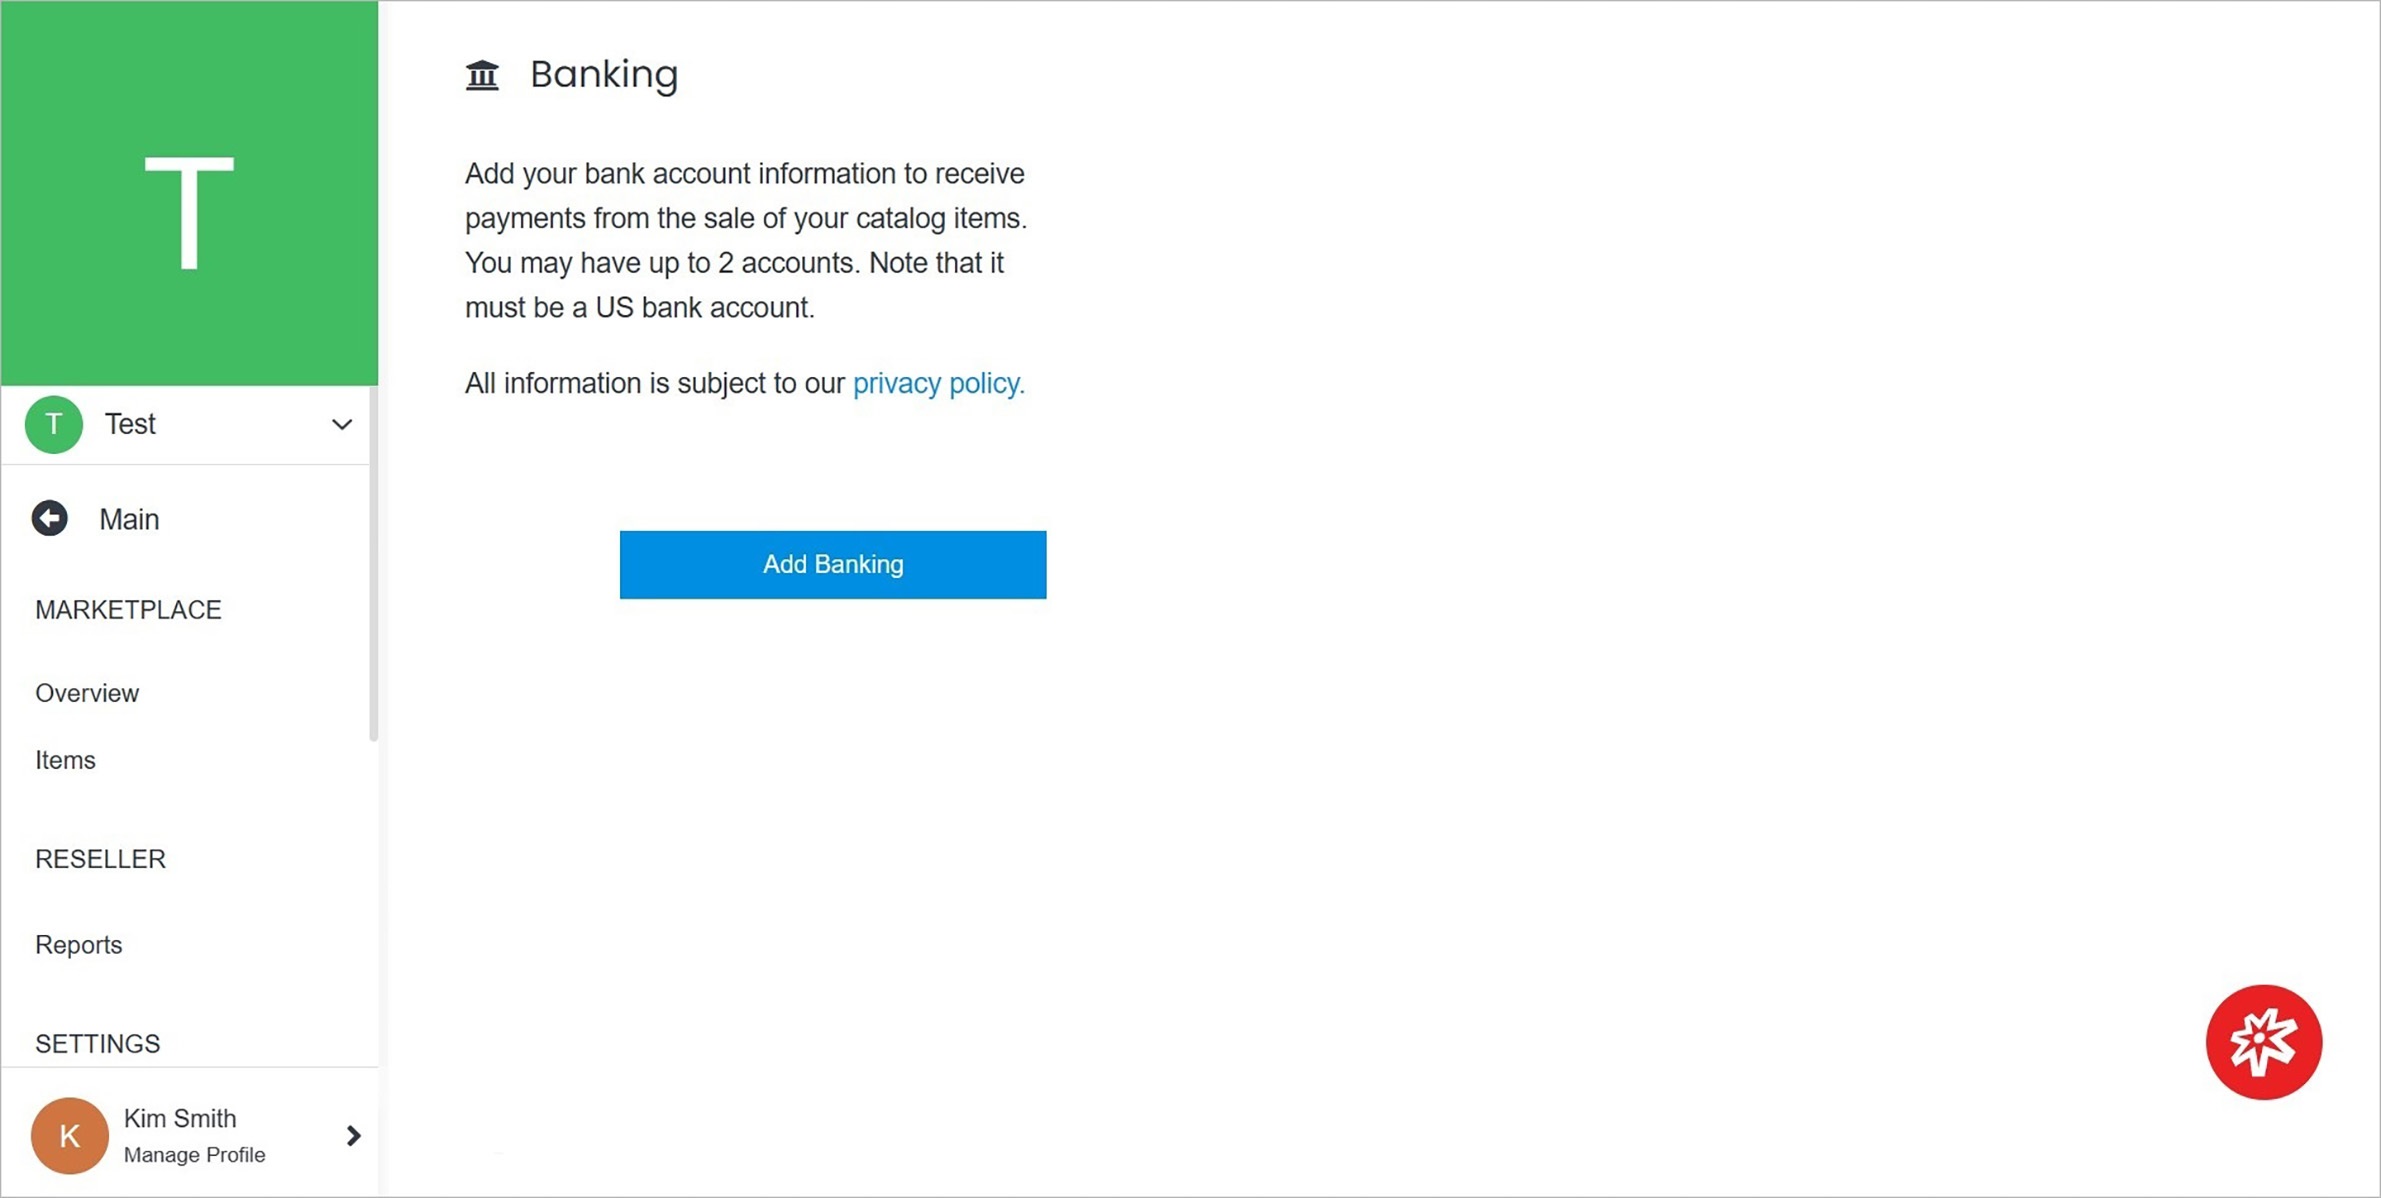 T
T Test
Main
MARKETPLACE
Overview
Items
RESELLER
Reports
SETTINGS
K
Kim Smith
Manage Profile
Banking
Add your bank account information to receive
payments from the sale of your catalog items.
You may have up to 2 accounts. Note that it
must be a US bank account.
All information is subject to our privacy policy.
Add Banking